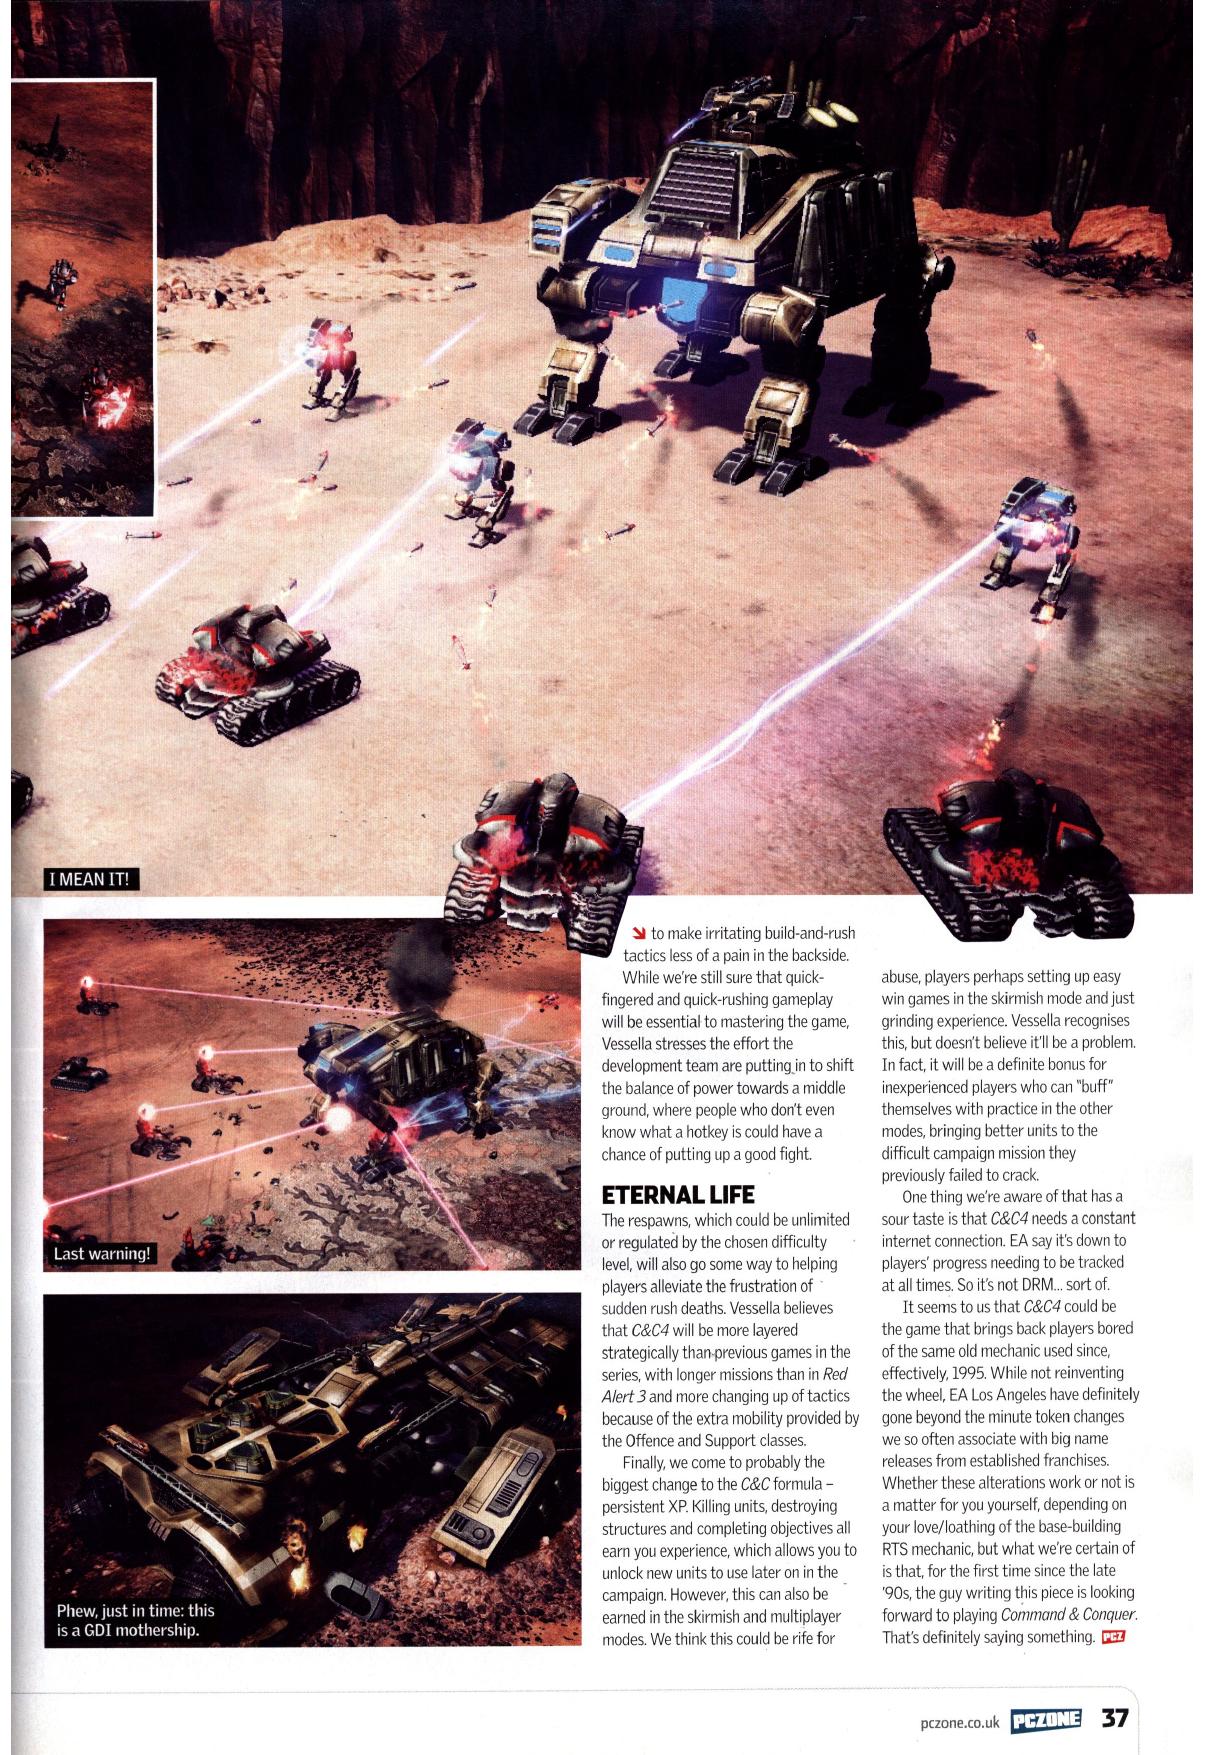 I MEAN IT!
Last warning!
Phew, just in time: this
is a GDI mothership.
to make irritating build-and-rush
tactics less of a pain in the backside.
While we're still sure that quick-
fingered and quick-rushing gameplay
will be essential to mastering the game,
Vessella stresses the effort the
development team are putting in to shift
the balance of power towards a middle
ground, where people who don't even
know what a hotkey is could have a
chance of putting up a good fight.
ETERNAL LIFE
The respawns, which could be unlimited
or regulated by the chosen difficulty
level, will also go some way to helping
players alleviate the frustration of
sudden rush deaths. Vessella believes
that C&C4 will be more layered
strategically than previous games in the
series, with longer missions than in Red
Alert 3 and more changing up of tactics
because of the extra mobility provided by
the Offence and Support classes.
Finally, we come to probably the
biggest change to the C&C formula –
persistent XP. Killing units, destroying
structures and completing objectives all
earn you experience, which allows you to
unlock new units to use later on in the
campaign. However, this can also be
earned in the skirmish and multiplayer
modes. We think this could be rife for
abuse, players perhaps setting up easy
win games in the skirmish mode and just
grinding experience. Vessella recognises
this, but doesn't believe it'll be a problem.
In fact, it will be a definite bonus for
inexperienced players who can "buff"
themselves with practice in the other
modes, bringing better units to the
difficult campaign mission they
previously failed to crack.
One thing we're aware of that has a
sour taste is that C&C4 needs a constant
internet connection. EA say it's down to
players' progress needing to be tracked
at all times. So it's not DRM... sort of.
It seems to us that C&C4 could be
the game that brings back players bored
of the same old mechanic used since,
effectively, 1995. While not reinventing
the wheel, EA Los Angeles have definitely
gone beyond the minute token changes
we so often associate with big name
releases from established franchises.
Whether these alterations work or not is
a matter for you yourself, depending on
your love/loathing of the base-building
RTS mechanic, but what we're certain of
is that, for the first time since the late
'90s, the guy writing this piece is looking
forward to playing Command & Conquer.
That's definitely saying something. PCZ
pczone.co.uk PCZONE 37